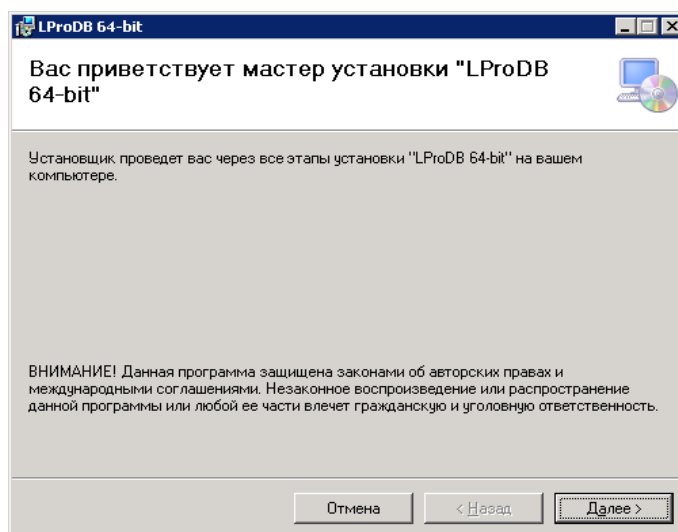 LProDB 64-bit
Вас приветствует мастер установки "LProDB
64-bit"
Установщик проведет вас через все этапы установки "LProDB 64-bit" на вашем
компьютере.
ВНИМАНИЕ! Данная программа защищена законами об авторских правах и
международными соглашениями. Незаконное воспроизведение или распространение
данной программы или любой ее части влечет гражданскую и уголовную ответственность.
Отмена
< Назад
Далее >